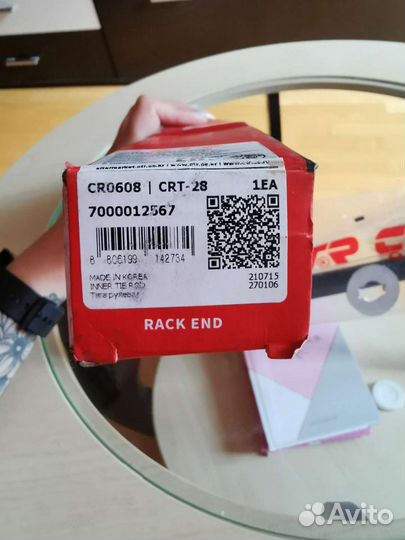 CR0608 | CRT-28 1EA
7000012567
8 806199 142734
MADE IN KOREA
INNER TIE ROD
Тяга рулевая
210715
270106
RACK END
Avito